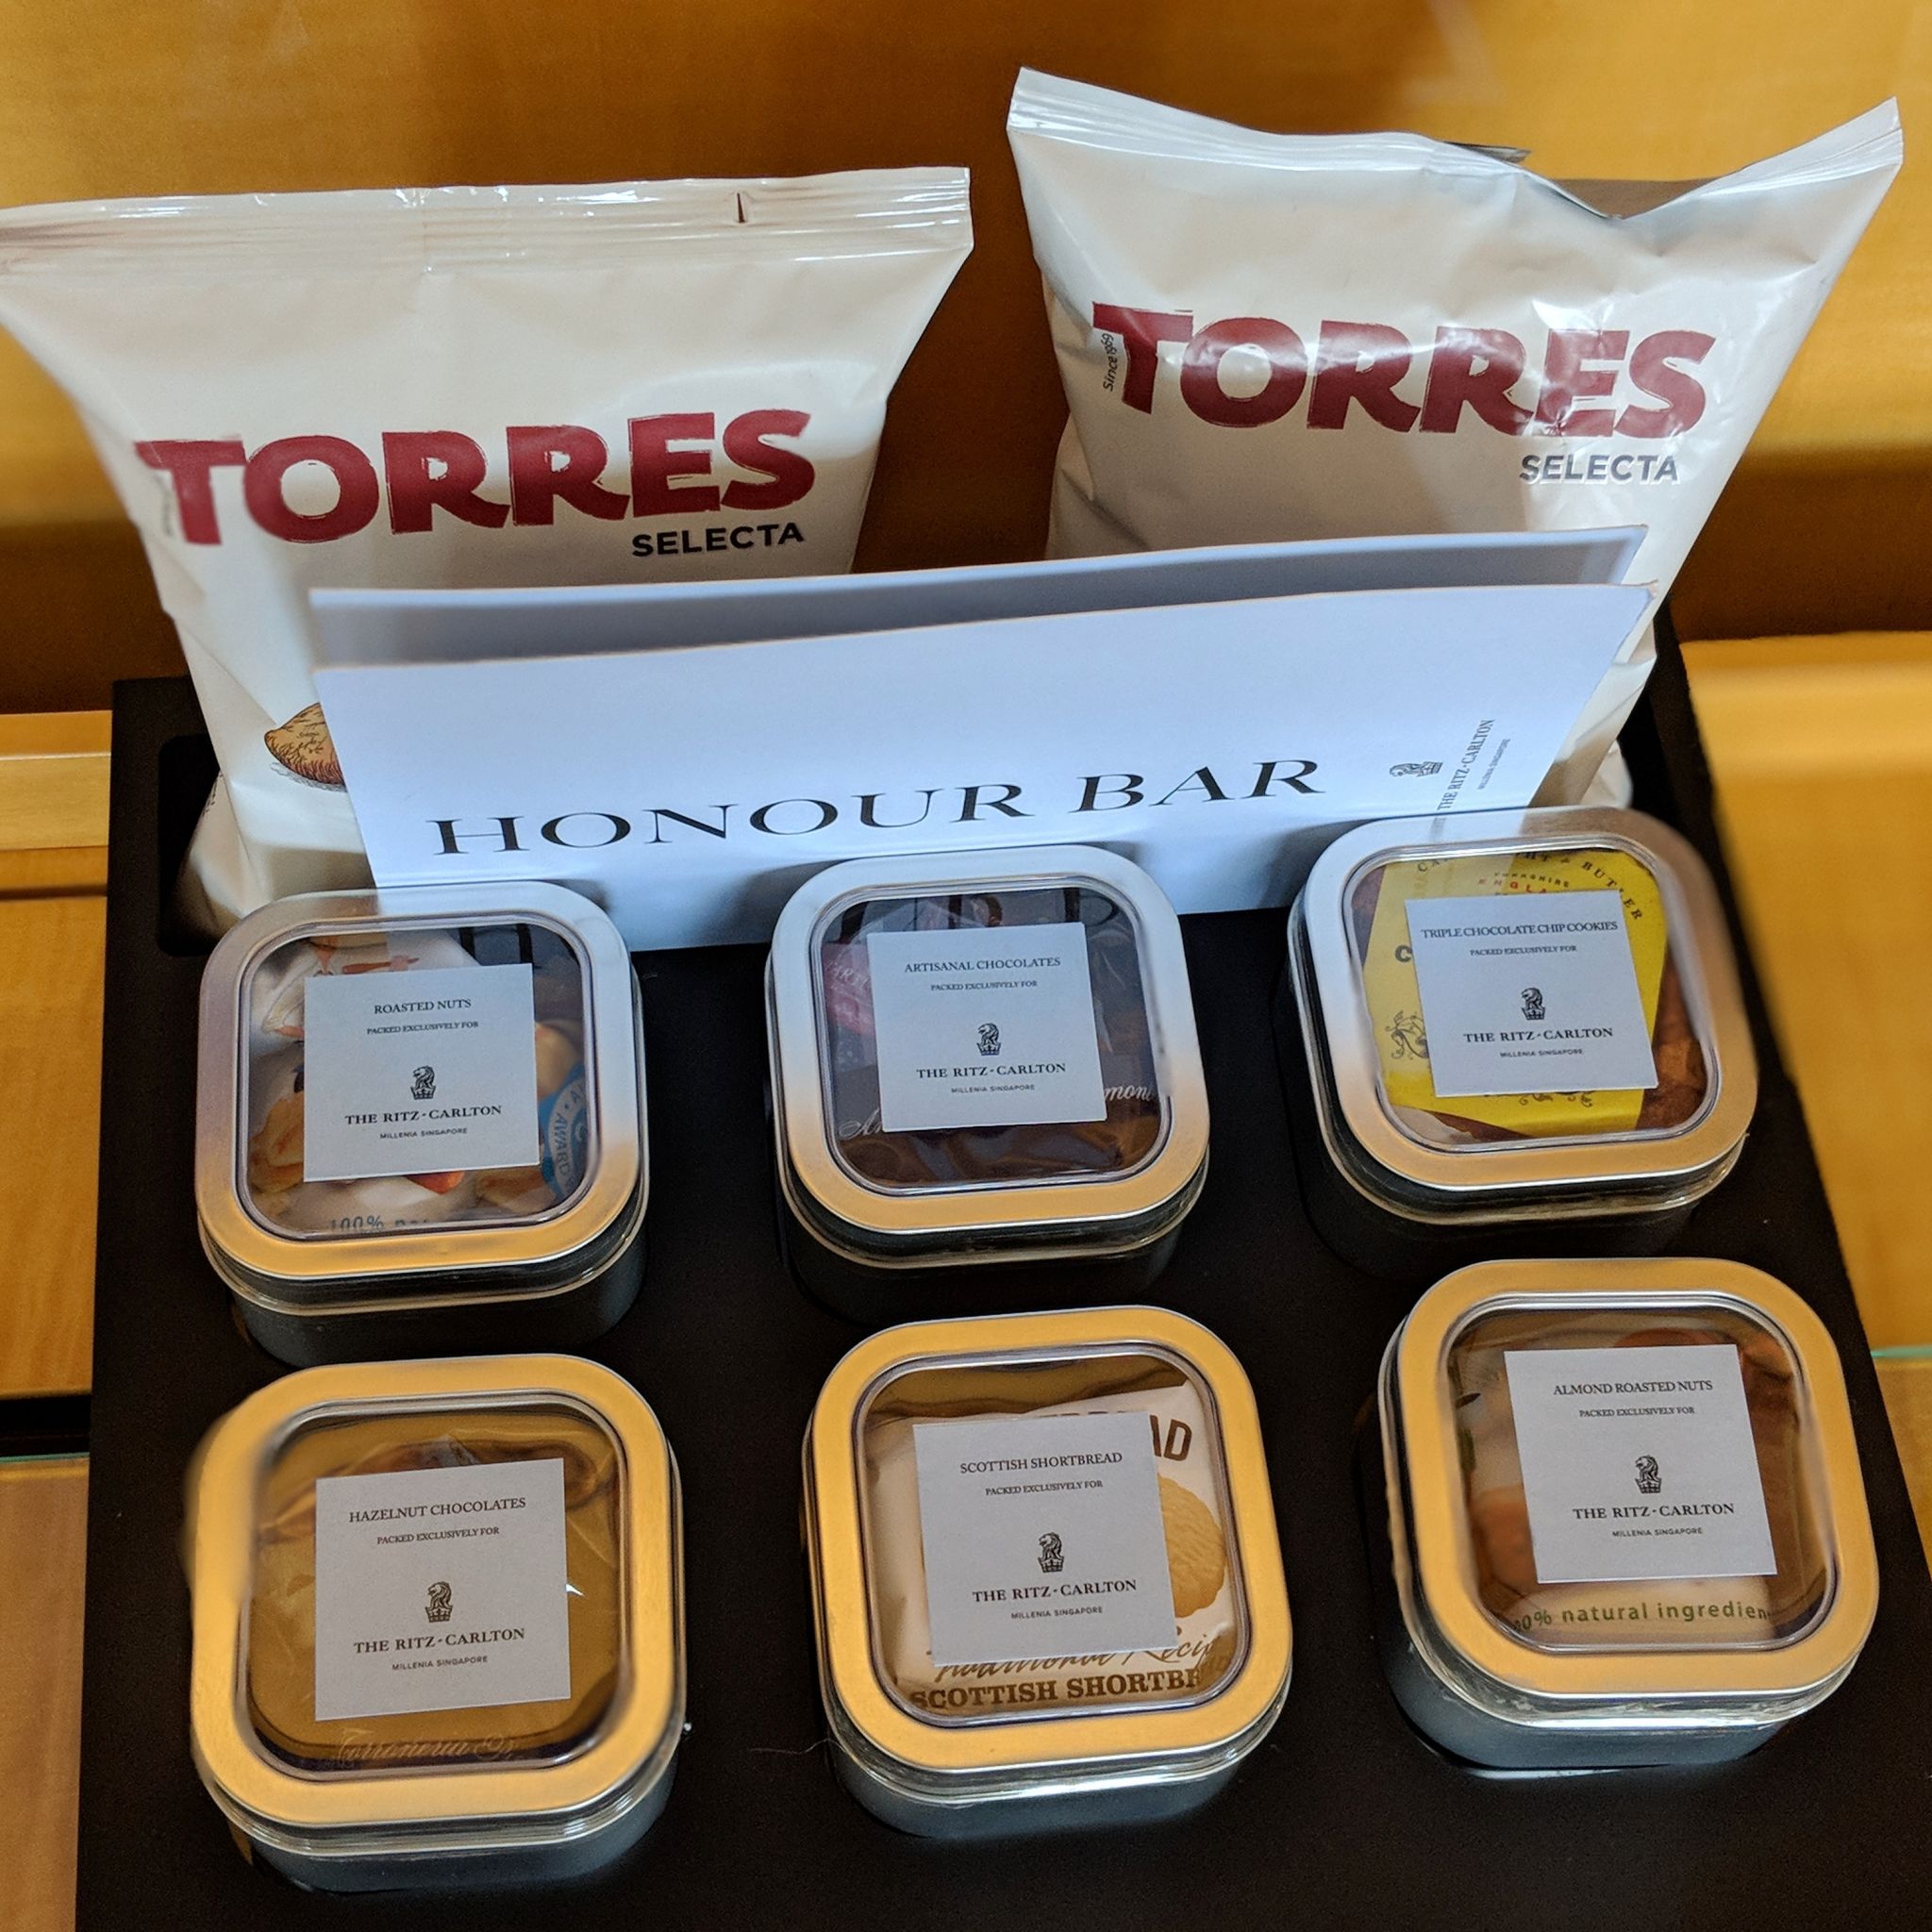 TORRES
SELECTA
Since 1969
TORRES
SELECTA
HONOUR BAR
THE RITZ-CARLTON
MILLENIA SINGAPORE
ROASTED NUTS
PACKED EXCLUSIVELY FOR
THE RITZ-CARLTON
MILLENIA SINGAPORE
100%
ARTISANAL CHOCOLATES
PACKED EXCLUSIVELY FOR
THE RITZ-CARLTON
MILLENIA SINGAPORE
YORKSHIRE
TRIPLE CHOCOLATE CHIP COOKIES
PACKED EXCLUSIVELY FOR
THE RITZ-CARLTON
MILLENIA SINGAPORE
HAZELNUT CHOCOLATES
PACKED EXCLUSIVELY FOR
THE RITZ-CARLTON
MILLENIA SINGAPORE
SCOTTISH SHORTBREAD
PACKED EXCLUSIVELY FOR
THE RITZ-CARLTON
MILLENIA SINGAPORE
SCOTTISH SHORTBR
ALMOND ROASTED NUTS
PACKED EXCLUSIVELY FOR
THE RITZ-CARLTON
MILLENIA SINGAPORE
0% natural ingredien